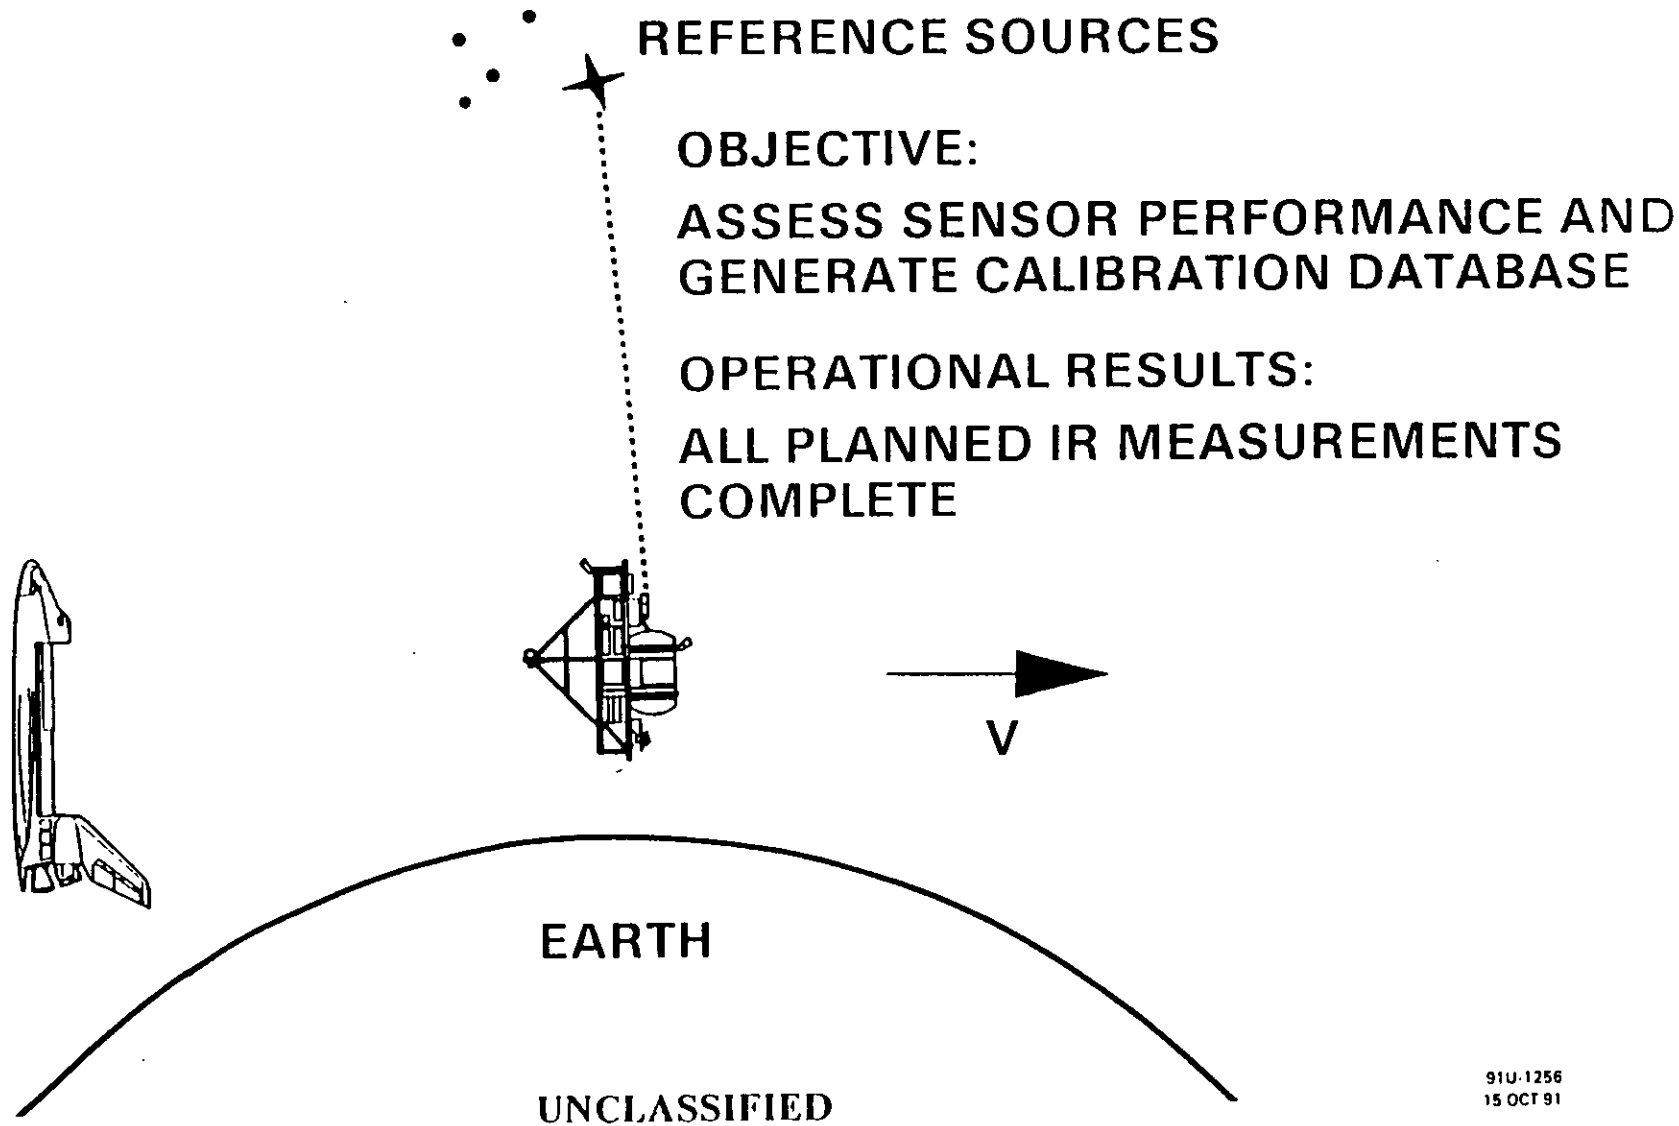 REFERENCE SOURCES
OBJECTIVE:
ASSESS SENSOR PERFORMANCE AND
GENERATE CALIBRATION DATABASE
OPERATIONAL RESULTS:
ALL PLANNED IR MEASUREMENTS
COMPLETE
V
EARTH
UNCLASSIFIED
91U-1256
15 OCT 91